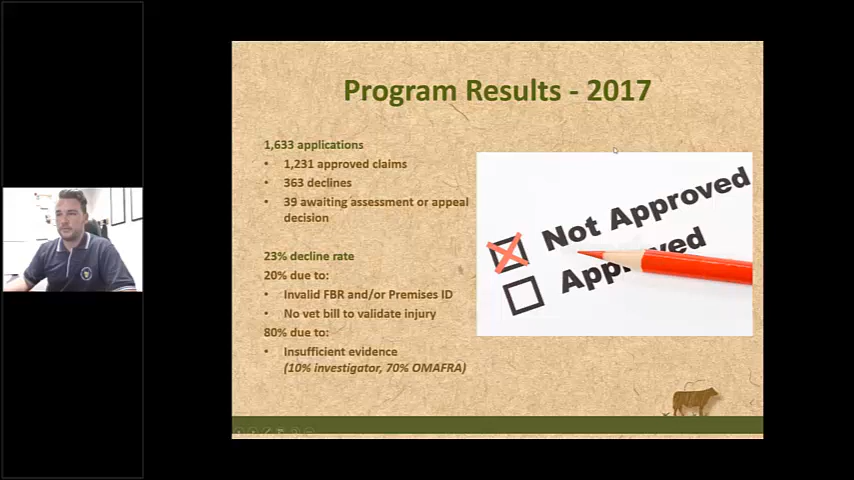 Program Results - 2017
1,633 applications
• 1,231 approved claims
• 363 declines
• 39 awaiting assessment or appeal
decision
23% decline rate
20% due to:
• Invalid FBR and/or Premises ID
• No vet bill to validate injury
80% due to:
• Insufficient evidence
(10% investigator, 70% OMAFRA)
Not Approved
Approved